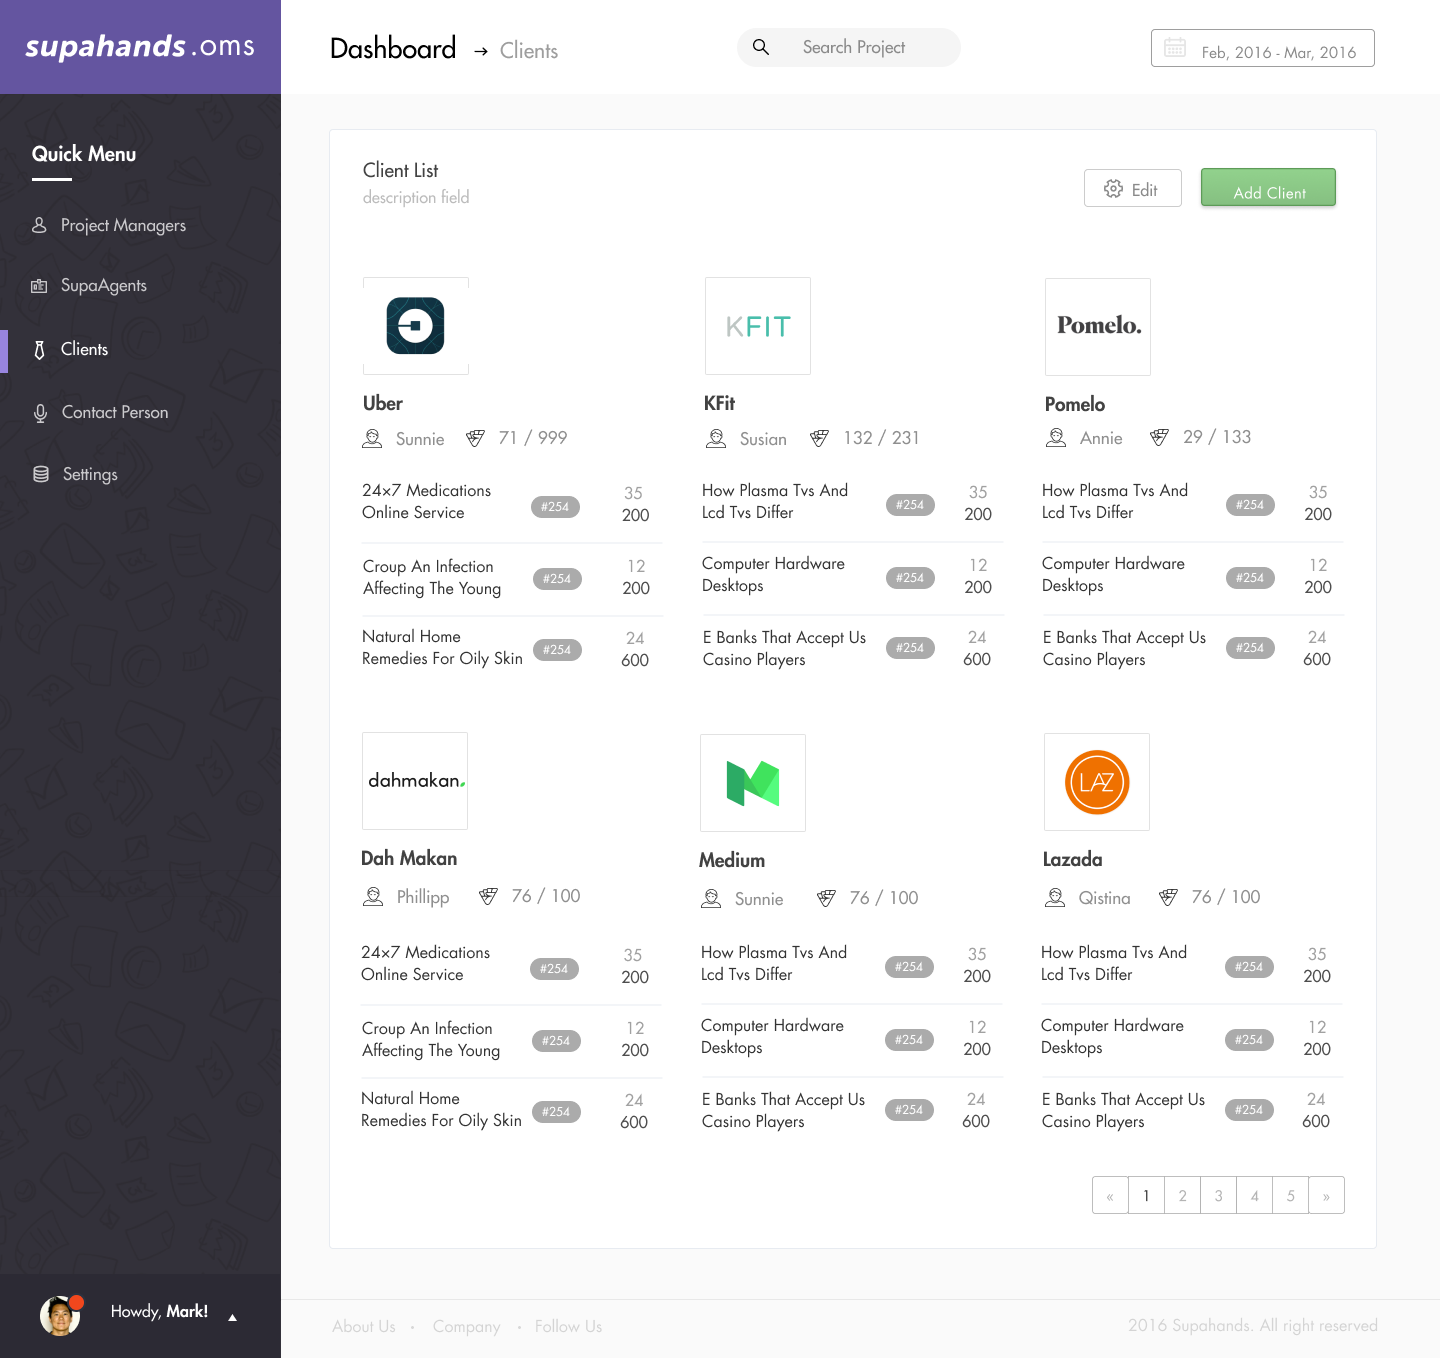 supahands.oms
Dashboard → Clients
Search Project
Feb, 2016 - Mar, 2016
Quick Menu
Project Managers
SupaAgents
Clients
Contact Person
Settings
Howdy, Mark!
Client List
description field
Edit
Add Client
Uber
Sunnie 71 / 999
24×7 Medications
Online Service
#254
35
200
Croup An Infection
Affecting The Young
#254
12
200
Natural Home
Remedies For Oily Skin
#254
24
600
KFIT
KFit
Susian 132 / 231
How Plasma Tvs And
Lcd Tvs Differ
#254
35
200
Computer Hardware
Desktops
#254
12
200
E Banks That Accept Us
Casino Players
#254
24
600
Pomelo.
Pomelo
Annie 29 / 133
How Plasma Tvs And
Lcd Tvs Differ
#254
35
200
Computer Hardware
Desktops
#254
12
200
E Banks That Accept Us
Casino Players
#254
24
600
dahmakan.
Dah Makan
Phillipp 76 / 100
24×7 Medications
Online Service
#254
35
200
Croup An Infection
Affecting The Young
#254
12
200
Natural Home
Remedies For Oily Skin
#254
24
600
Medium
Sunnie 76 / 100
How Plasma Tvs And
Lcd Tvs Differ
#254
35
200
Computer Hardware
Desktops
#254
12
200
E Banks That Accept Us
Casino Players
#254
24
600
LAZ
Lazada
Qistina 76 / 100
How Plasma Tvs And
Lcd Tvs Differ
#254
35
200
Computer Hardware
Desktops
#254
12
200
E Banks That Accept Us
Casino Players
#254
24
600
« 1 2 3 4 5 »
About Us • Company • Follow Us
2016 Supahands. All right reserved